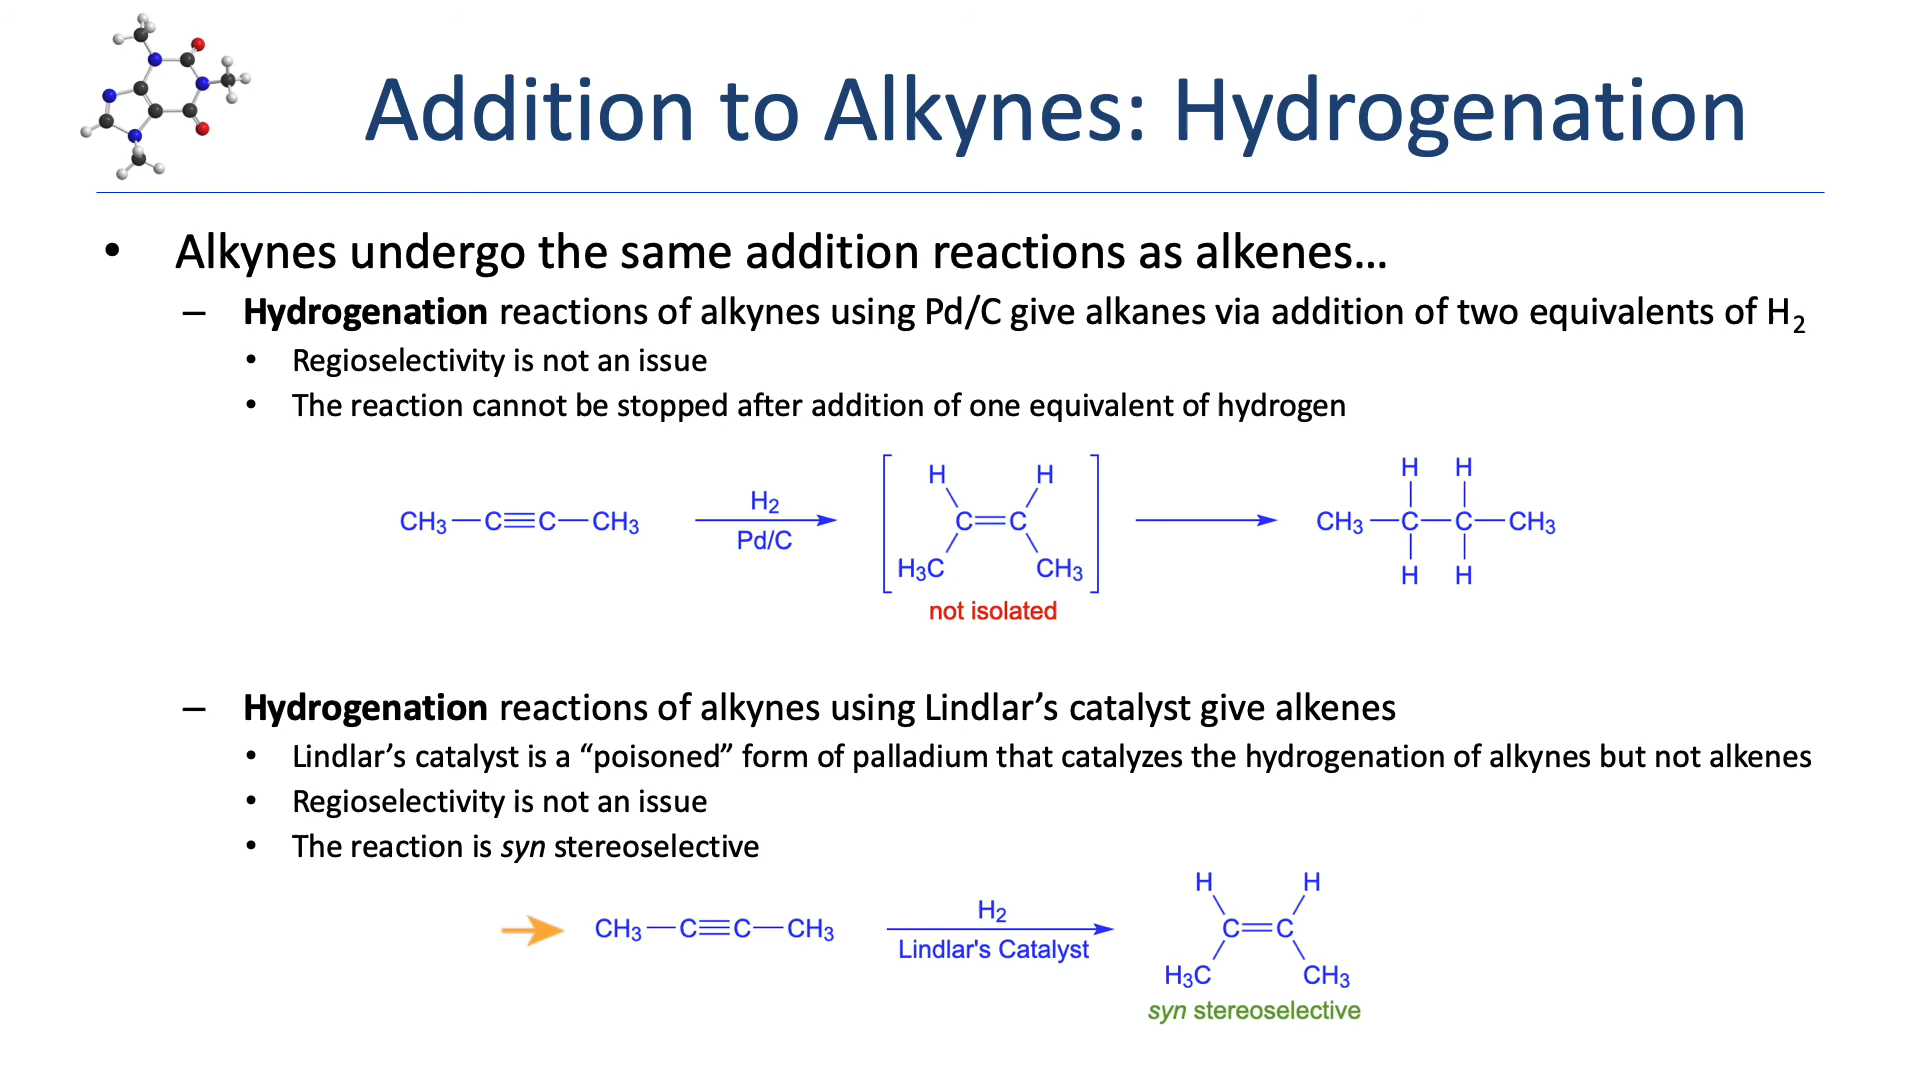 Addition to Alkynes: Hydrogenation
• Alkynes undergo the same addition reactions as alkenes…
– Hydrogenation reactions of alkynes using Pd/C give alkanes via addition of two equivalents of H₂
• Regioselectivity is not an issue
• The reaction cannot be stopped after addition of one equivalent of hydrogen
H H
H H
H₂
CH₃—C≡C—CH₃
C=C
CH₃—C—C—CH₃
Pd/C
H₃C CH₃
H H
not isolated
– Hydrogenation reactions of alkynes using Lindlar’s catalyst give alkenes
• Lindlar’s catalyst is a “poisoned” form of palladium that catalyzes the hydrogenation of alkynes but not alkenes
• Regioselectivity is not an issue
• The reaction is syn stereoselective
H H
H₂
CH₃—C≡C—CH₃
C=C
Lindlar's Catalyst
H₃C CH₃
syn stereoselective